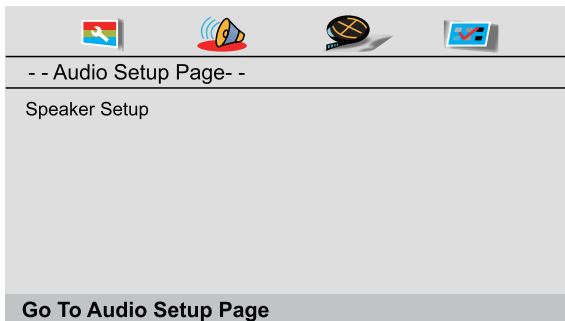 - - Audio Setup Page- -
Speaker Setup
Go To Audio Setup Page